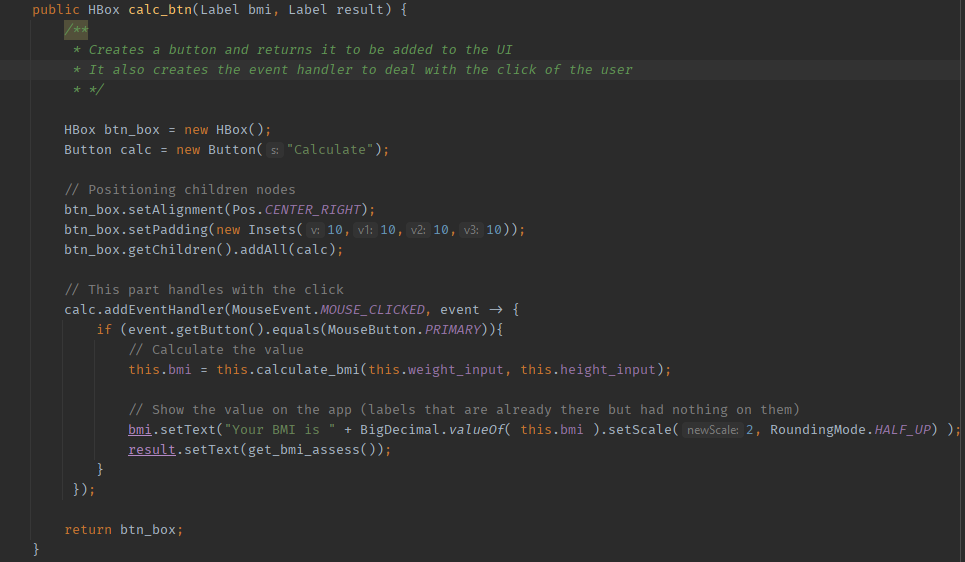 public HBox calc_btn(Label bmi, Label result) {
/**
* Creates a button and returns it to be added to the UI
* It also creates the event handler to deal with the click of the user
* */
HBox btn_box = new HBox();
Button calc = new Button( s: "Calculate");
// Positioning children nodes
btn_box.setAlignment(Pos.CENTER_RIGHT);
btn_box.setPadding(new Insets( v: 10, v1: 10, v2: 10, v3: 10));
btn_box.getChildren().addAll(calc);
// This part handles with the click
calc.addEventHandler(MouseEvent.MOUSE_CLICKED, event → {
if (event.getButton().equals(MouseButton.PRIMARY)){
// Calculate the value
this.bmi = this.calculate_bmi(this.weight_input, this.height_input);
// Show the value on the app (labels that are already there but had nothing on them)
bmi.setText("Your BMI is " + BigDecimal.valueOf( this.bmi ).setScale( newScale: 2, RoundingMode.HALF_UP) );
result.setText(get_bmi_assess());
}
});
return btn_box;
}